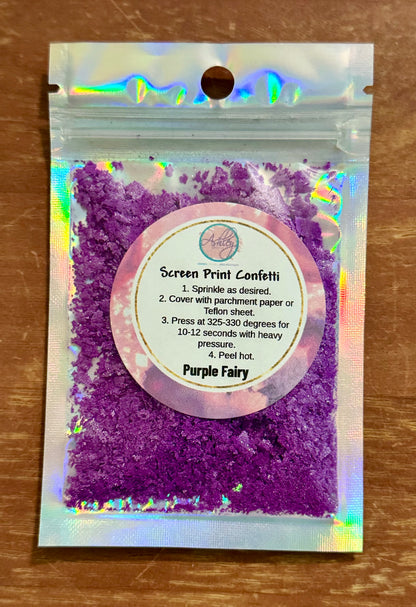 Ashley
Screen Print Confetti
1. Sprinkle as desired.
2. Cover with parchment paper or
Teflon sheet.
3. Press at 325-330 degrees for
10-12 seconds with heavy
pressure.
4. Peel hot.
Purple Fairy